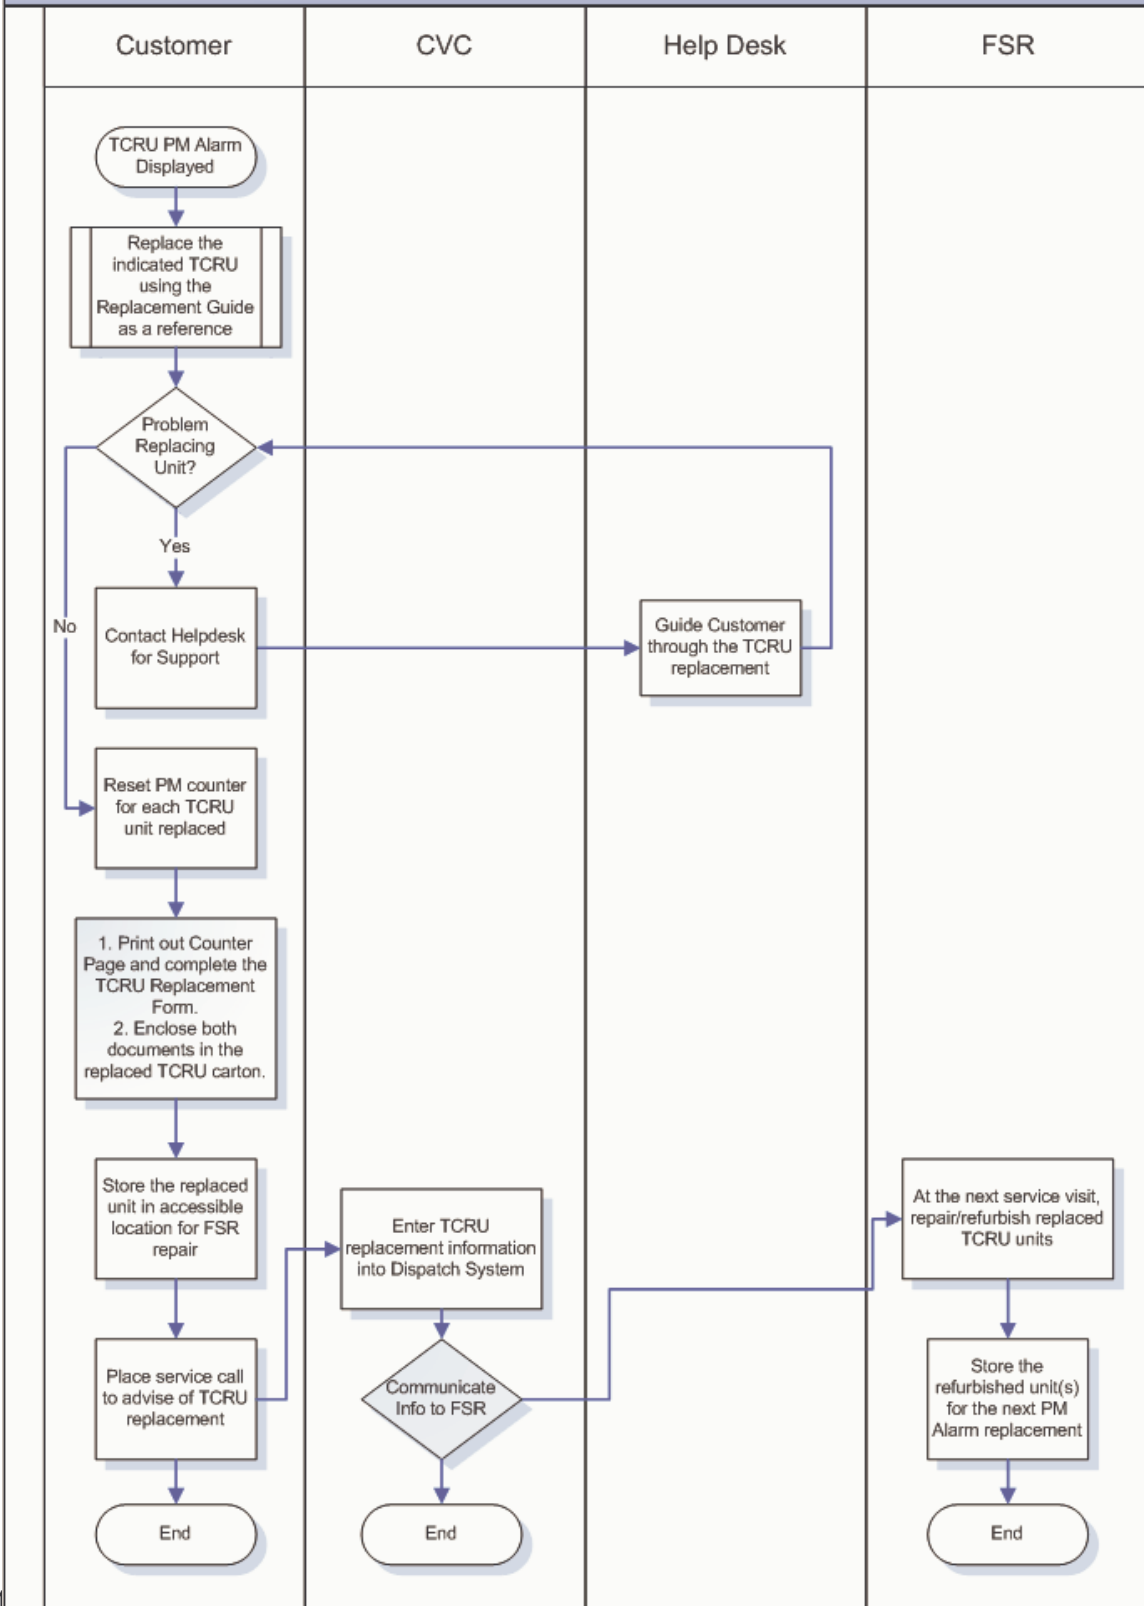 Customer
CVC
Help Desk
FSR
TCRU PM Alarm
Displayed
Replace the
indicated TCRU
using the
Replacement Guide
as a reference
Problem
Replacing
Unit?
Yes
No
Contact Helpdesk
for Support
Guide Customer
through the TCRU
replacement
Reset PM counter
for each TCRU
unit replaced
1. Print out Counter
Page and complete the
TCRU Replacement
Form.
2. Enclose both
documents in the
replaced TCRU carton.
Store the replaced
unit in accessible
location for FSR
repair
Enter TCRU
replacement information
into Dispatch System
At the next service visit,
repair/refurbish replaced
TCRU units
Place service call
to advise of TCRU
replacement
Communicate
Info to FSR
Store the
refurbished unit(s)
for the next PM
Alarm replacement
End
End
End